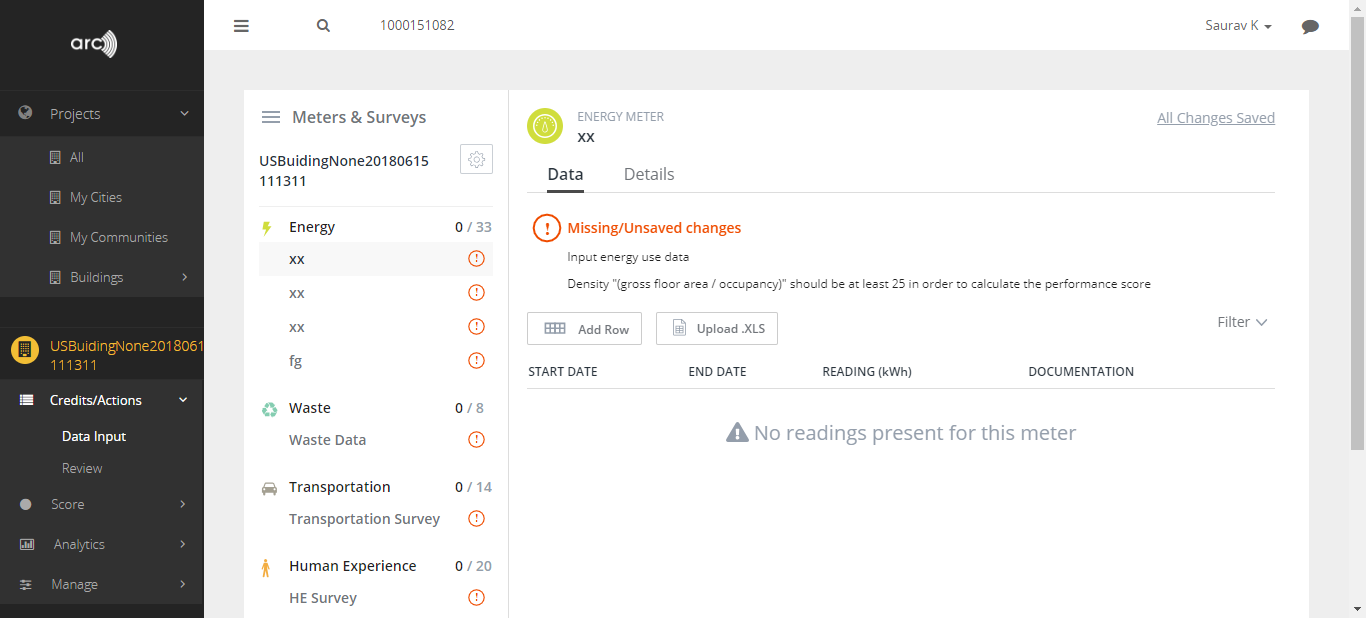 arc
1000151082
Saurav K
Projects
All
My Cities
My Communities
Buildings
USBuidingNone2018061
111311
Credits/Actions
Data Input
Review
Score
Analytics
Manage
Meters & Surveys
USBuidingNone20180615
111311
Energy 0 / 33
xx
xx
xx
fg
Waste 0 / 8
Waste Data
Transportation 0 / 14
Transportation Survey
Human Experience 0 / 20
HE Survey
ENERGY METER
xx
All Changes Saved
Data Details
Missing/Unsaved changes
Input energy use data
Density "(gross floor area / occupancy)" should be at least 25 in order to calculate the performance score
Add Row Upload .XLS Filter
START DATE END DATE READING (kWh) DOCUMENTATION
No readings present for this meter